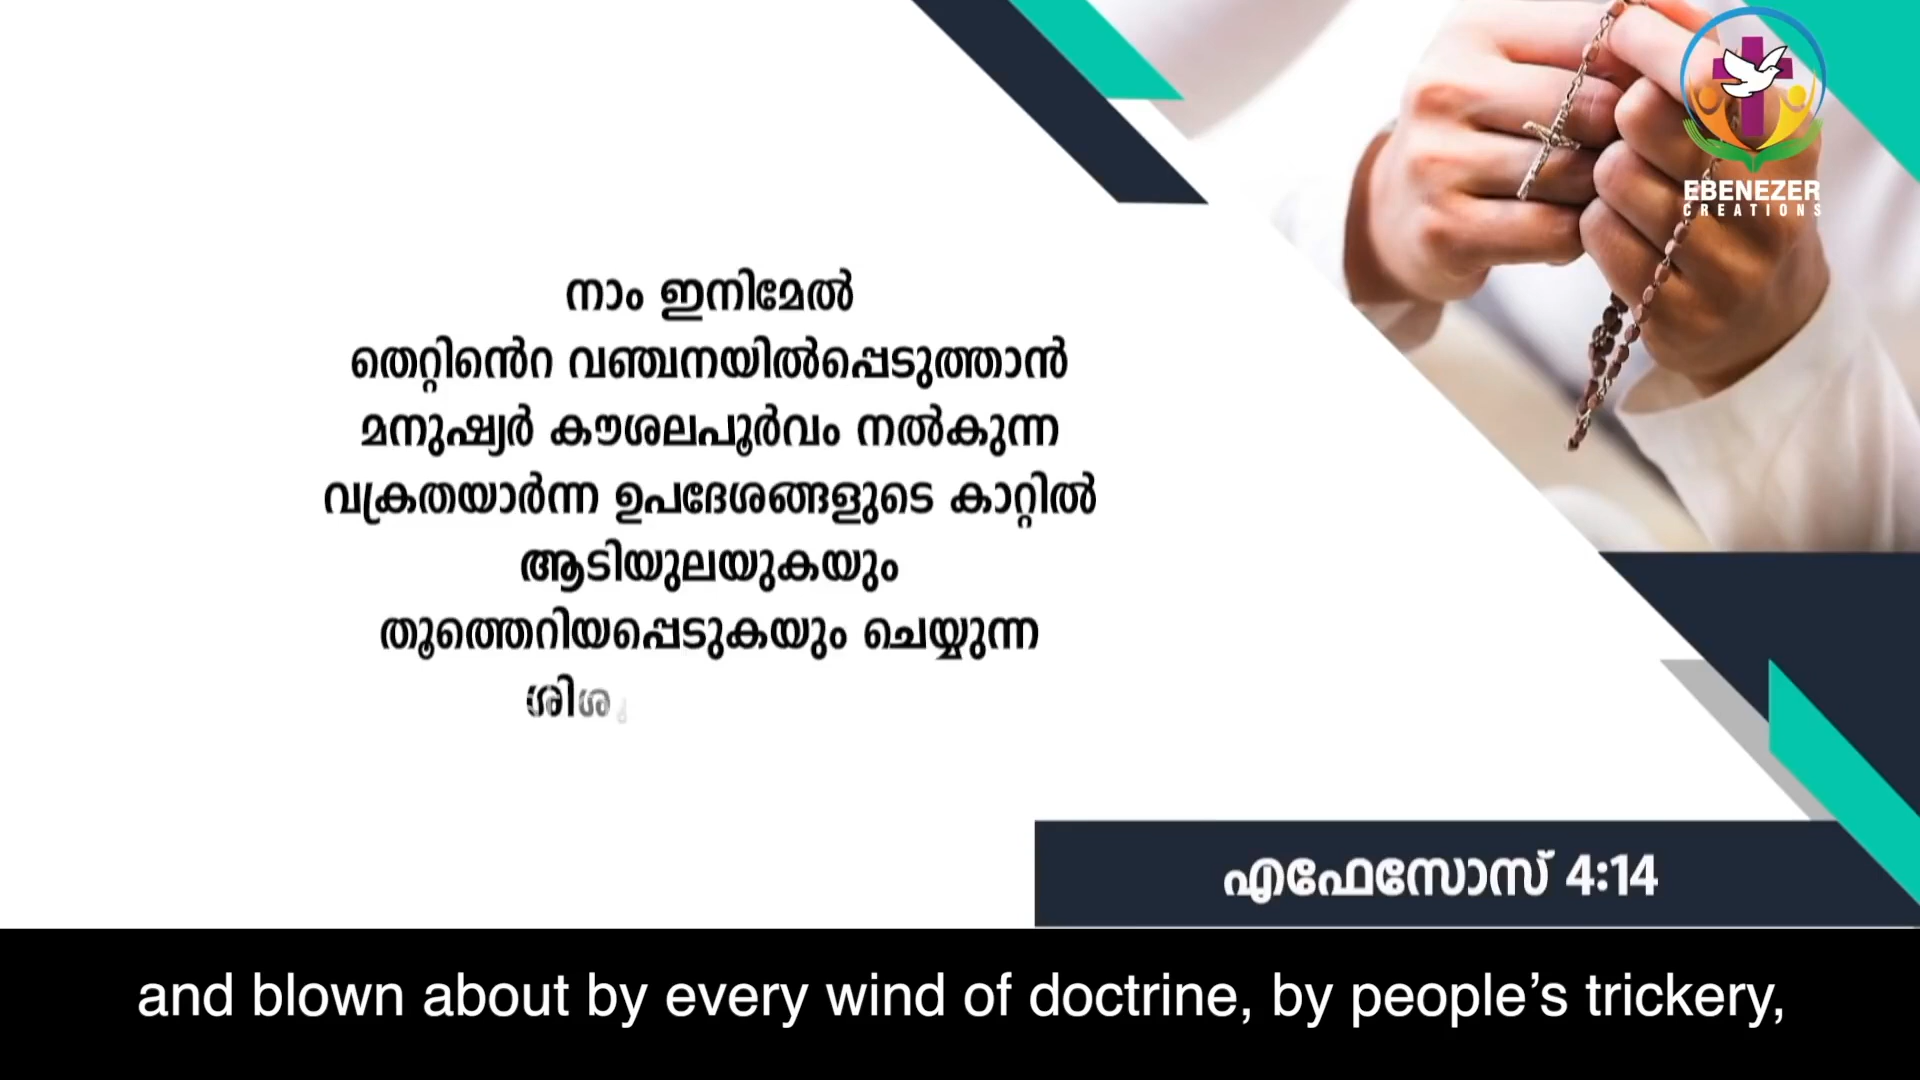 EBENEZER
CREATIONS
നാം ഇനിമേൽ
തെറ്റിൻെറ വഞ്ചനയിൽപ്പെടുത്താൻ
മനുഷ്യർ കൗശലപൂർവം നൽകുന്ന
വക്രതയാർന്ന ഉപദേശങ്ങളുടെ കാറ്റിൽ
ആടിയുലയുകയും
തൂത്തെറിയപ്പെടുകയും ചെയ്യുന്ന
എഫേസോസ് 4:14
and blown about by every wind of doctrine, by people’s trickery,